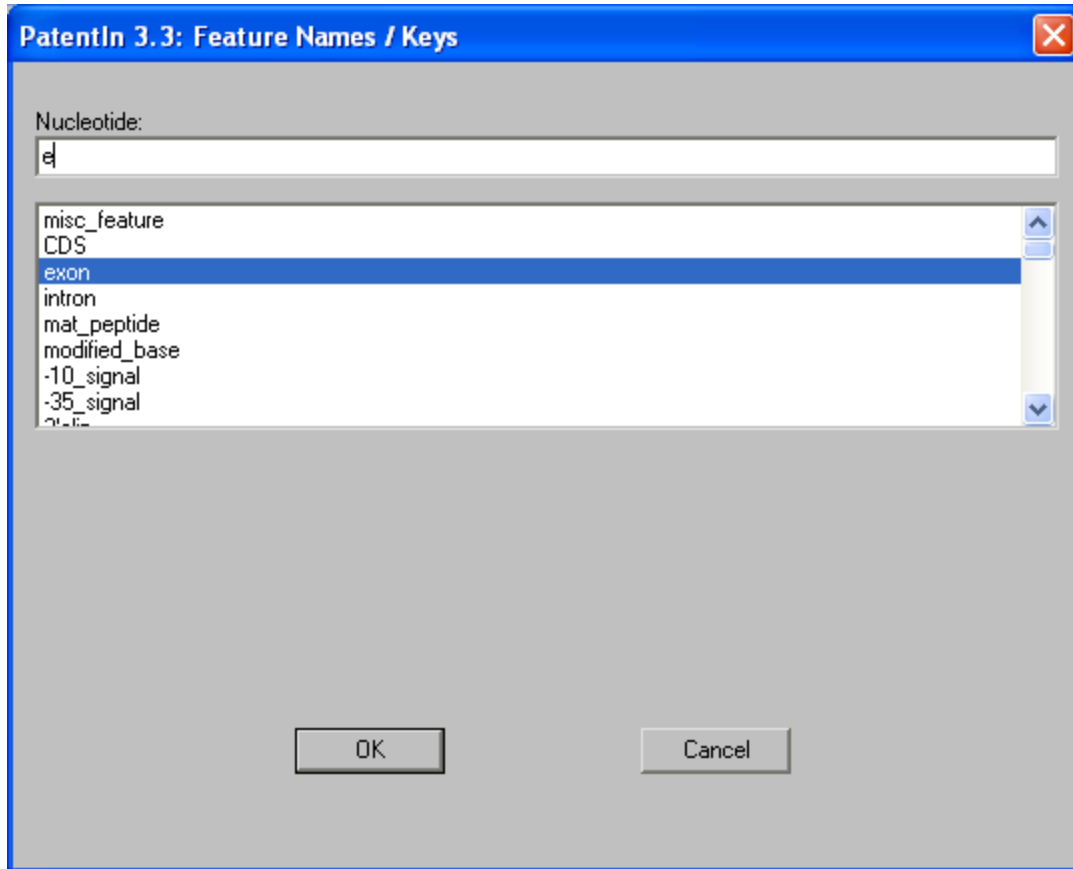 PatentIn 3.3: Feature Names / Keys
Nucleotide:
e
misc_feature
CDS
exon
intron
mat_peptide
modified_base
-10_signal
-35_signal
OK
Cancel